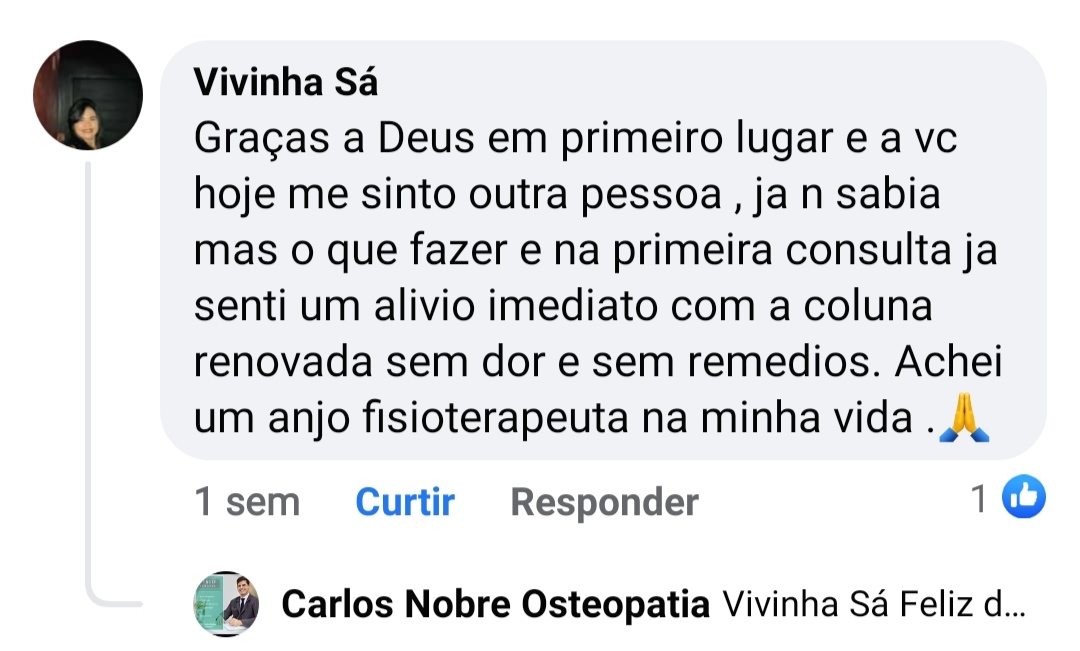 Vivinha Sá
Graças a Deus em primeiro lugar e a vc
hoje me sinto outra pessoa , ja n sabia
mas o que fazer e na primeira consulta ja
senti um alivio imediato com a coluna
renovada sem dor e sem remedios. Achei
um anjo fisioterapeuta na minha vida .🙏
1 sem Curtir Responder 1
Carlos Nobre Osteopatia Vivinha Sá Feliz d...